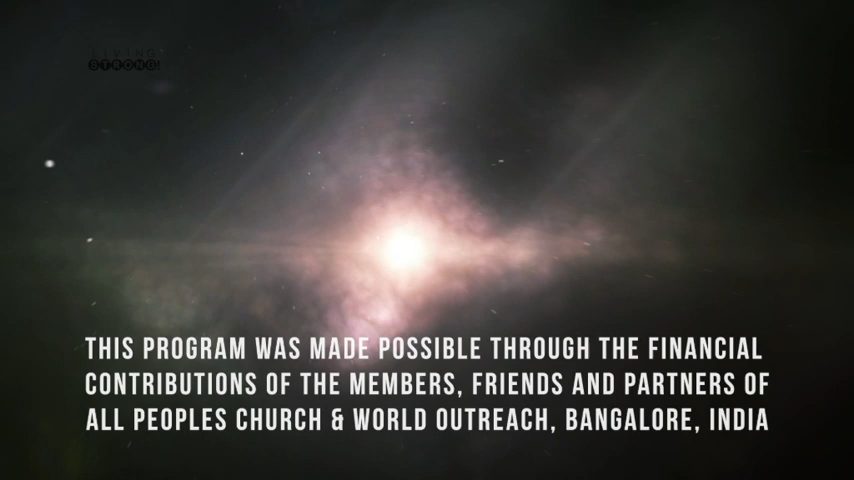 LIVING
STRONG!
THIS PROGRAM WAS MADE POSSIBLE THROUGH THE FINANCIAL
CONTRIBUTIONS OF THE MEMBERS, FRIENDS AND PARTNERS OF
ALL PEOPLES CHURCH & WORLD OUTREACH, BANGALORE, INDIA